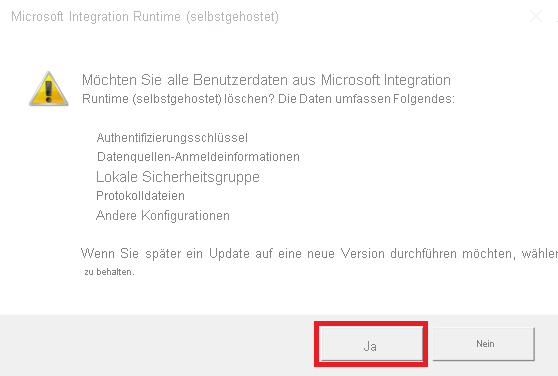 Microsoft Integration Runtime (selbstgehostet)
Möchten Sie alle Benutzerdaten aus Microsoft Integration
Runtime (selbstgehostet) löschen? Die Daten umfassen Folgendes:
Authentifizierungsschlüssel
Datenquellen-Anmeldeinformationen
Lokale Sicherheitsgruppe
Protokolldateien
Andere Konfigurationen
Wenn Sie später ein Update auf eine neue Version durchführen möchten, wähler
zu behalten.
Ja
Nein